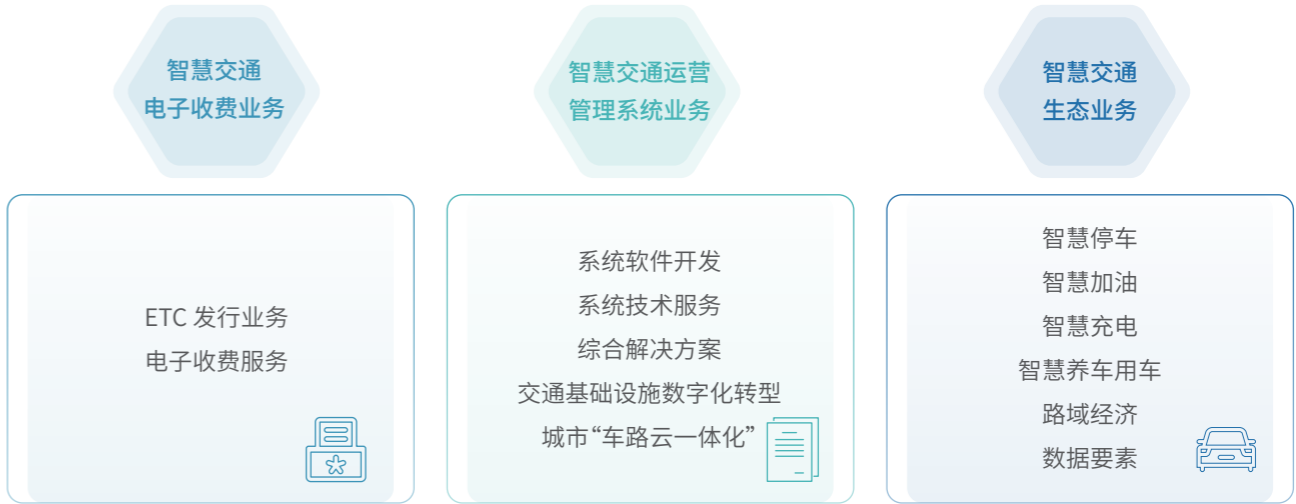 智慧交通
电子收费业务
ETC 发行业务
电子收费服务
智慧交通运营
管理系统业务
系统软件开发
系统技术服务
综合解决方案
交通基础设施数字化转型
城市“车路云一体化”
智慧交通
生态业务
智慧停车
智慧加油
智慧充电
智慧养车用车
路域经济
数据要素